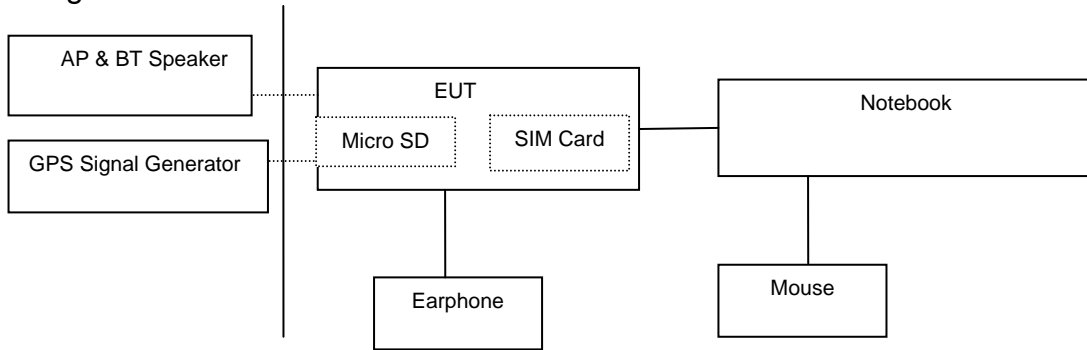 AP & BT Speaker
EUT
Notebook
Micro SD
SIM Card
GPS Signal Generator
Earphone
Mouse